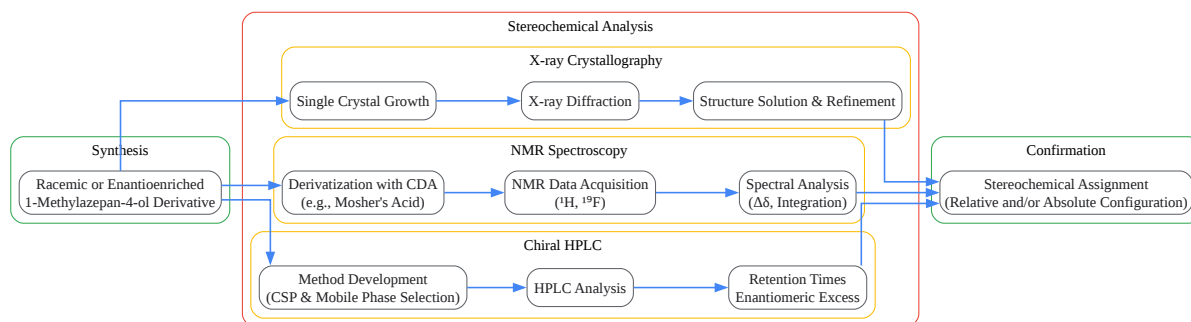 Stereochemical Analysis
X-ray Crystallography
Single Crystal Growth
X-ray Diffraction
Structure Solution & Refinement
Synthesis
Racemic or Enantioenriched
1-Methylazepan-4-ol Derivative
NMR Spectroscopy
Derivatization with CDA
(e.g., Mosher's Acid)
NMR Data Acquisition
(¹H, ¹⁹F)
Spectral Analysis
(Δδ, Integration)
Confirmation
Stereochemical Assignment
(Relative and/or Absolute Configuration)
Chiral HPLC
Method Development
(CSP & Mobile Phase Selection)
HPLC Analysis
Retention Times
Enantiomeric Excess